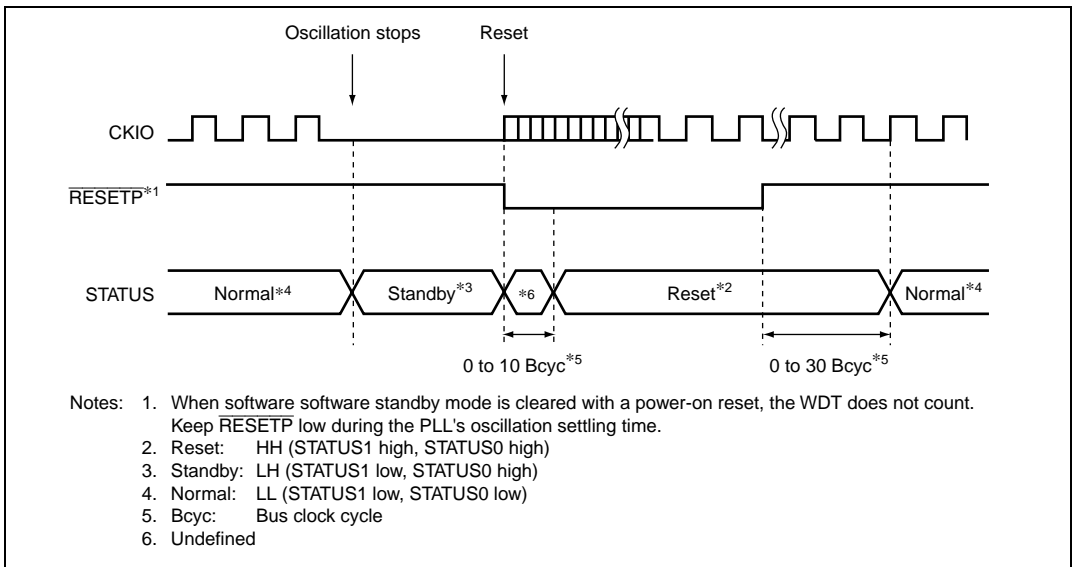 Oscillation stops Reset
CKIO
RESETP*1
STATUS Normal*4 Standby*3 *6 Reset*2 Normal*4
0 to 10 Bcyc*5 0 to 30 Bcyc*5
Notes: 1. When software software standby mode is cleared with a power-on reset, the WDT does not count.
Keep RESETP low during the PLL's oscillation settling time.
2. Reset: HH (STATUS1 high, STATUS0 high)
3. Standby: LH (STATUS1 low, STATUS0 high)
4. Normal: LL (STATUS1 low, STATUS0 low)
5. Bcyc: Bus clock cycle
6. Undefined